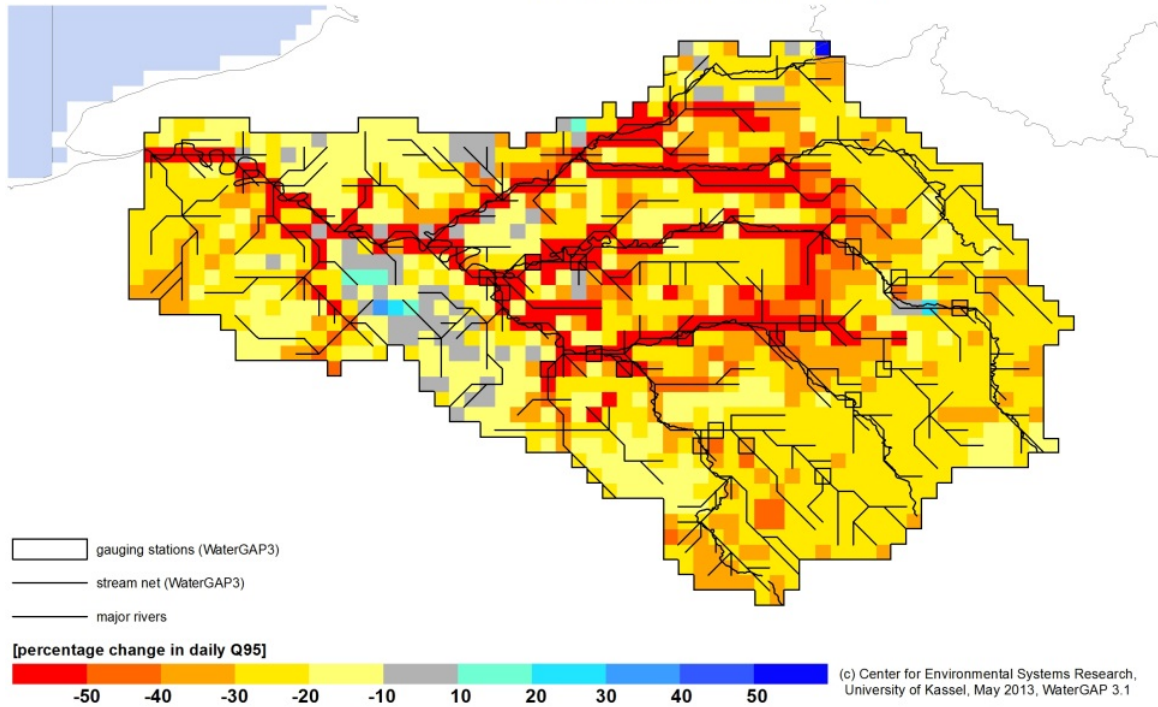 gauging stations (WaterGAP3)
stream net (WaterGAP3)
major rivers
[percentage change in daily Q95]
-50 -40 -30 -20 -10 10 20 30 40 50
(c) Center for Environmental Systems Research,
University of Kassel, May 2013, WaterGAP 3.1